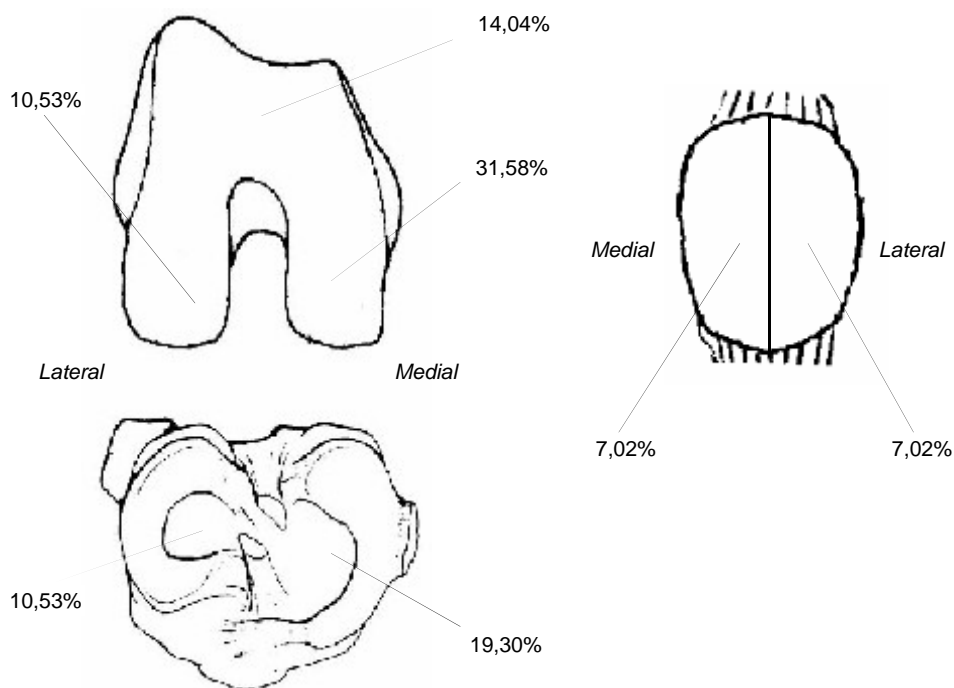 14,04%
10,53%
31,58%
Lateral
Medial
Medial
Lateral
7,02%
7,02%
10,53%
19,30%